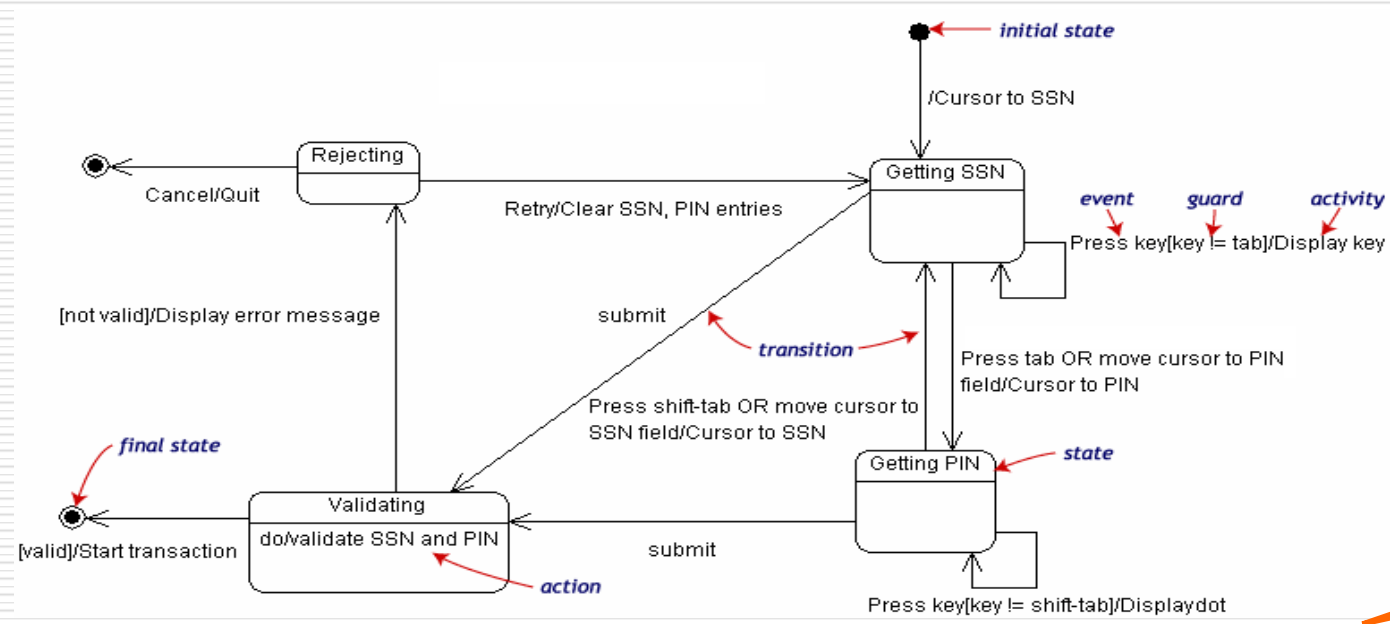 initial state
/Cursor to SSN
Rejecting
Getting SSN
Cancel/Quit
Retry/Clear SSN, PIN entries
event
guard
activity
Press key[key != tab]/Display key
[not valid]/Display error message
submit
transition
Press tab OR move cursor to PIN
field/Cursor to PIN
Press shift-tab OR move cursor to
SSN field/Cursor to SSN
final state
state
Getting PIN
Validating
do/validate SSN and PIN
[valid]/Start transaction
submit
action
Press key[key != shift-tab]/Displaydot